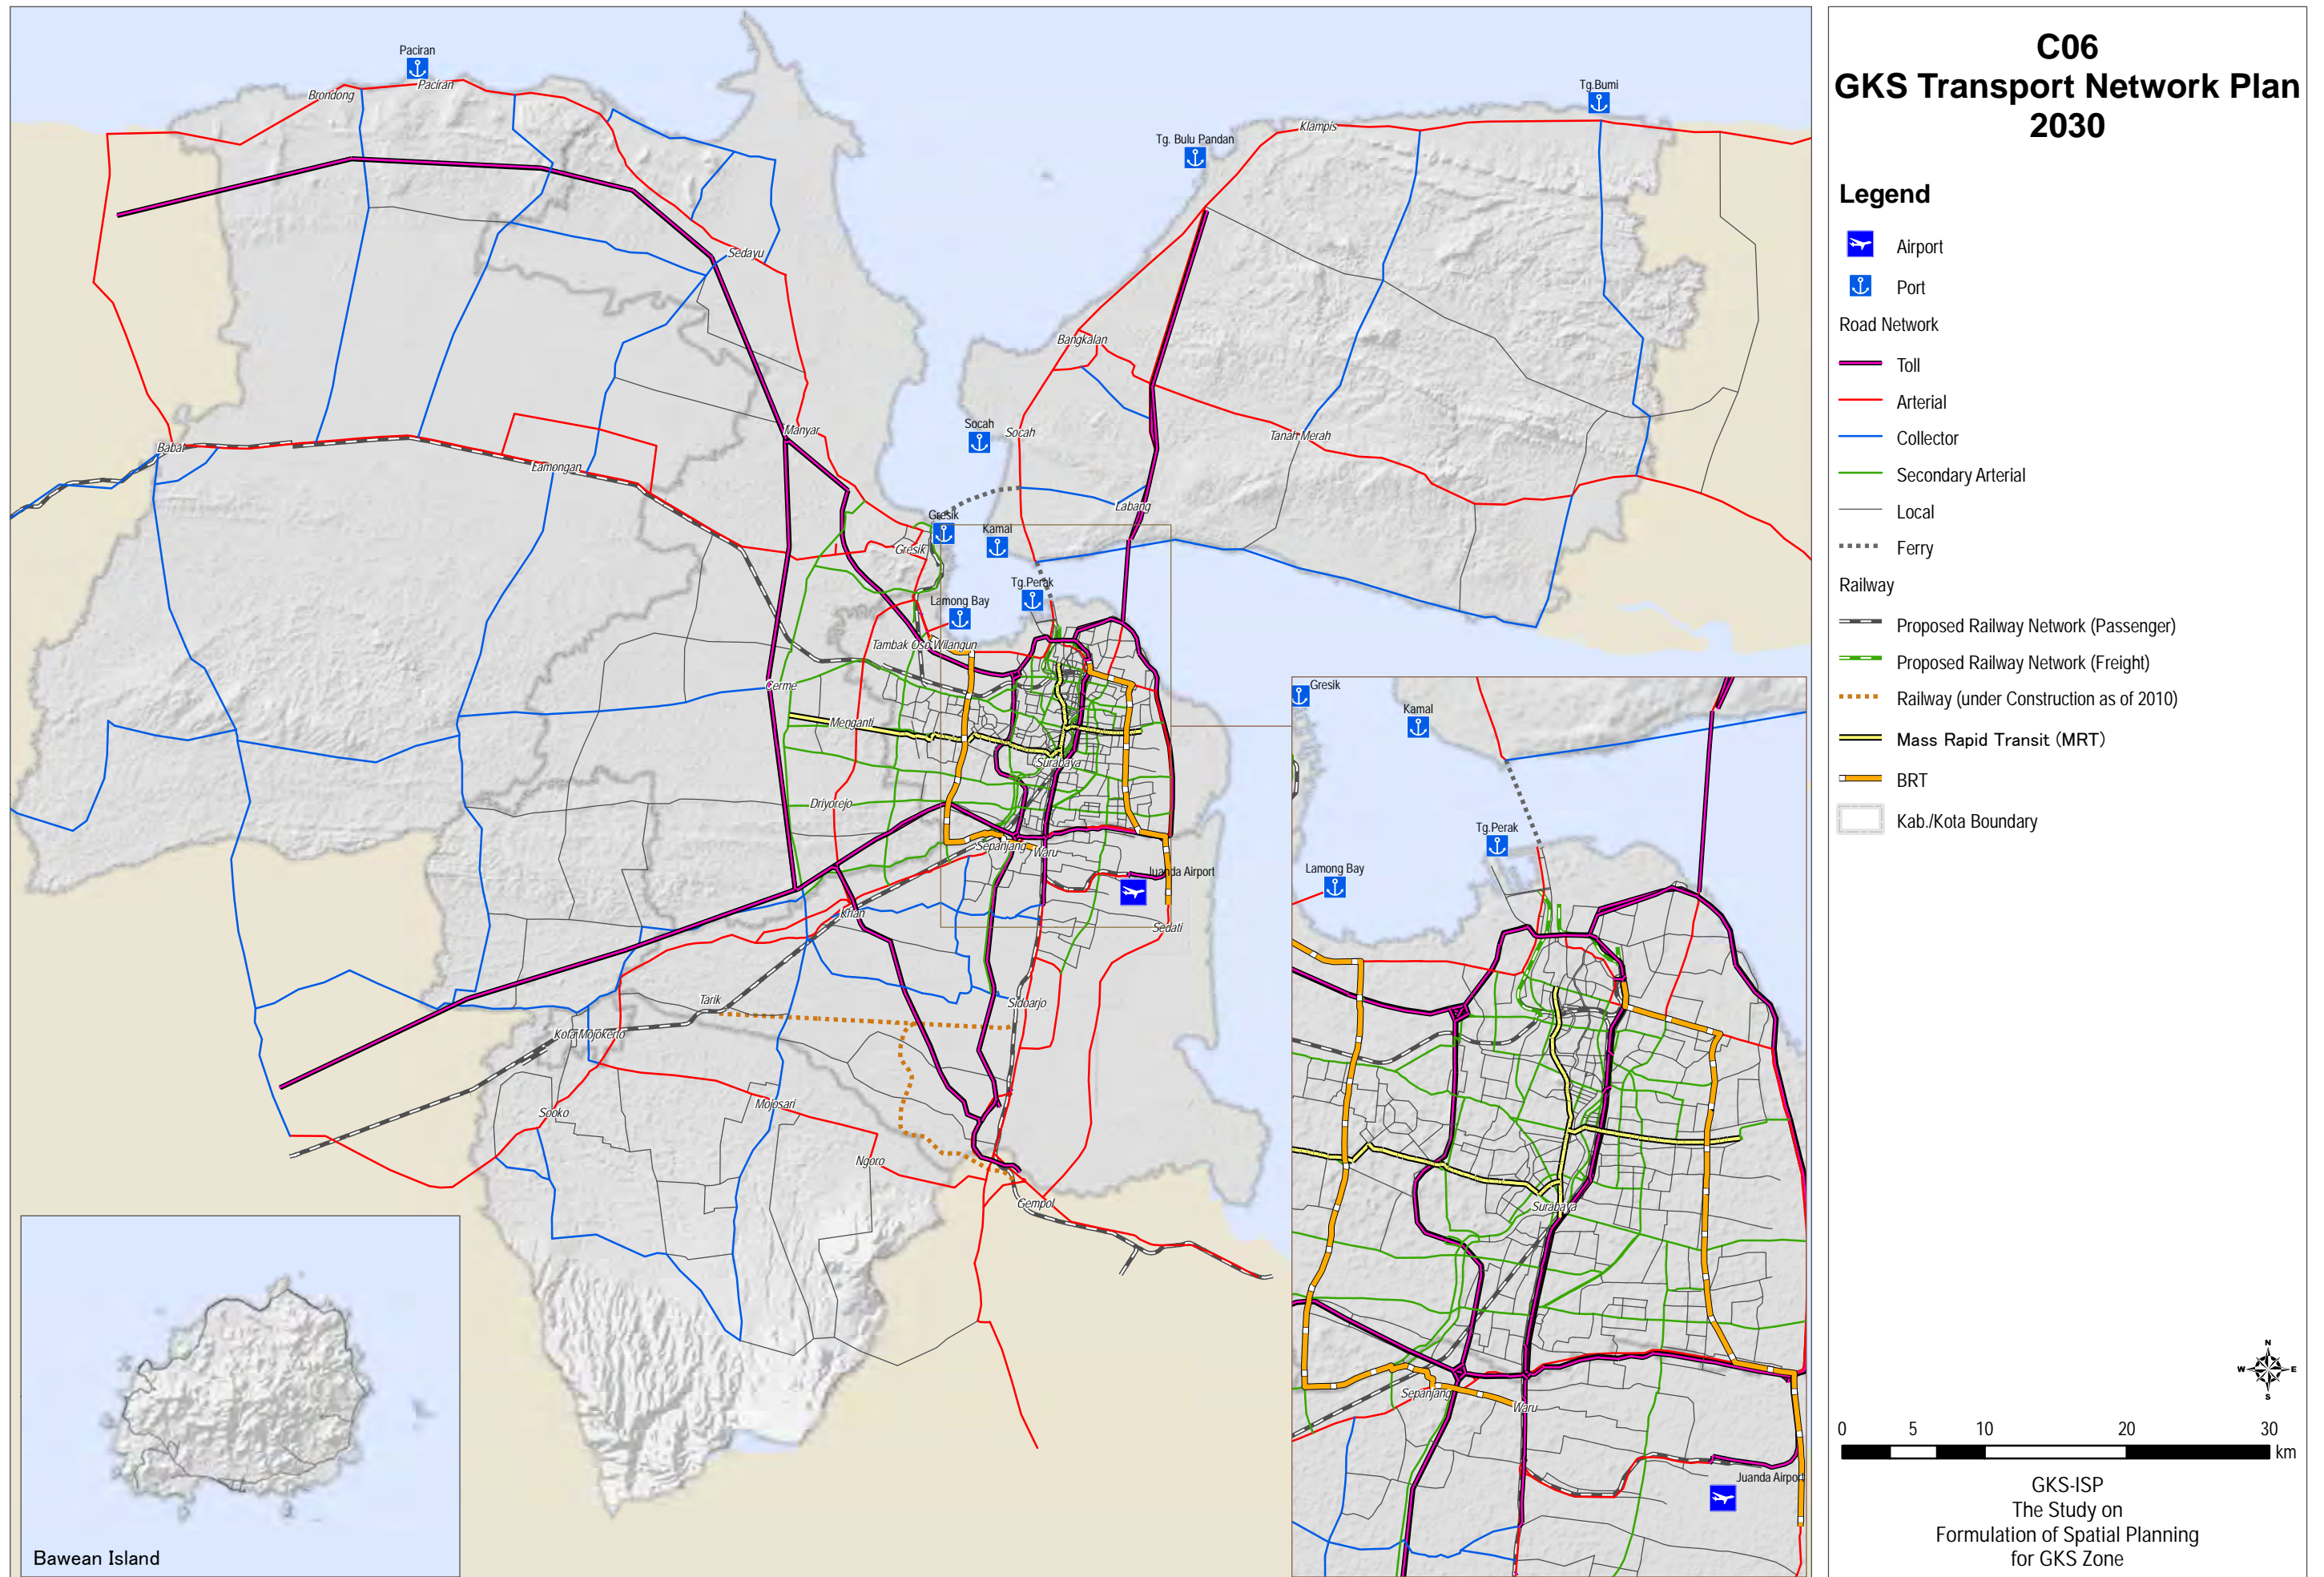 Paciran
Paciran
Brondong
Tg.Bumi
Klampis
Tg. Bulu Pandan
Sedayu
Bangkalan
Manyar
Socah
Socah
Tanah Merah
Babat
Lamongan
Labang
Gresik
Kamal
Gresik
Tg.Perak
Lamong Bay
Tambak Oso Wilangun
Cerme
Menganti
Surabaya
Driyorejo
Sepanjang
Waru
Juanda Airport
Krian
Sedati
Tarik
Sidoarjo
Kota Mojokerto
Sooko
Mojosari
Ngoro
Gempol
Bawean Island
Gresik
Kamal
Tg.Perak
Lamong Bay
Surabaya
Sepanjang
Waru
Juanda Airport
C06
GKS Transport Network Plan
2030
Legend
Airport
Port
Road Network
Toll
Arterial
Collector
Secondary Arterial
Local
Ferry
Railway
Proposed Railway Network (Passenger)
Proposed Railway Network (Freight)
Railway (under Construction as of 2010)
Mass Rapid Transit (MRT)
BRT
Kab./Kota Boundary
N
W E
S
0 5 10 20 30
km
GKS-ISP
The Study on
Formulation of Spatial Planning
for GKS Zone